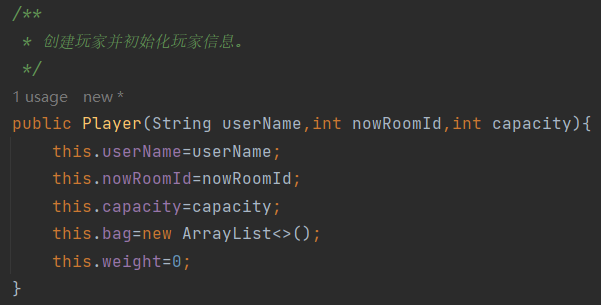 /**
 * 创建玩家并初始化玩家信息。
 */
1 usage   new *
public Player(String userName,int nowRoomId,int capacity){
    this.userName=userName;
    this.nowRoomId=nowRoomId;
    this.capacity=capacity;
    this.bag=new ArrayList<>();
    this.weight=0;
}